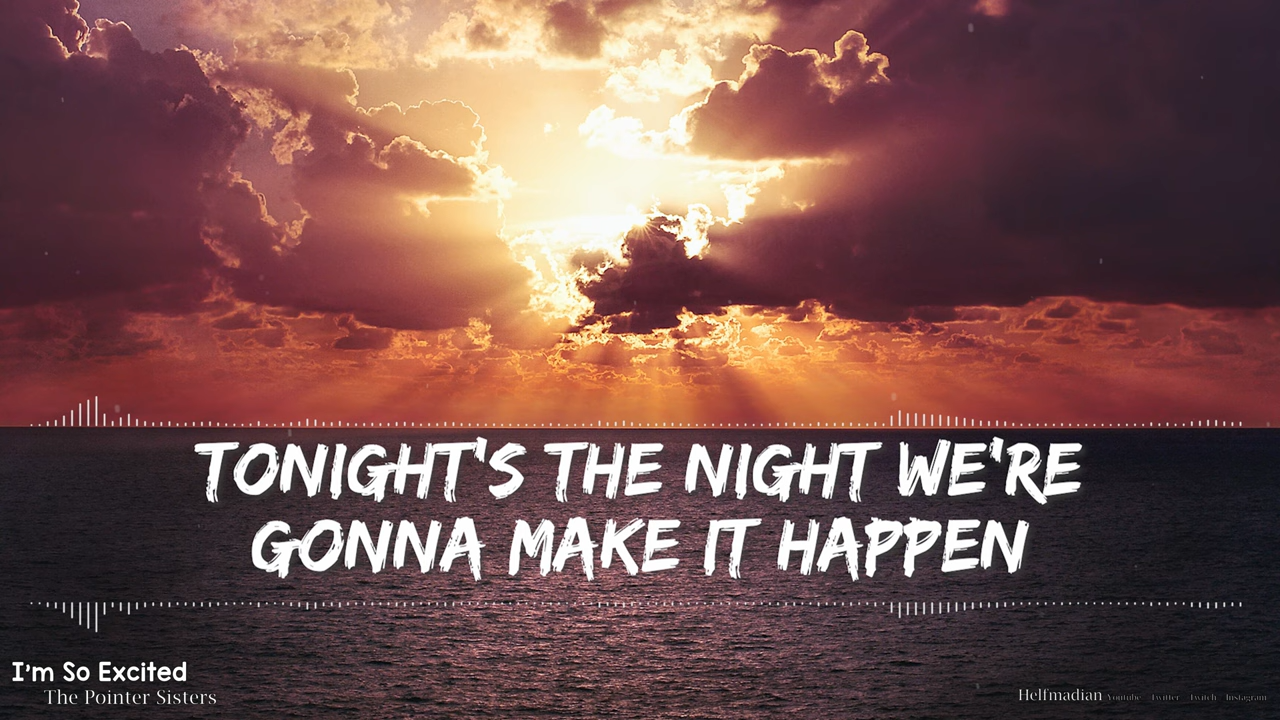 TONIGHT'S THE NIGHT WE'RE
GONNA MAKE IT HAPPEN
I'm So Excited
The Pointer Sisters
Helfmadian Youtube Twitter Twitch Instagram